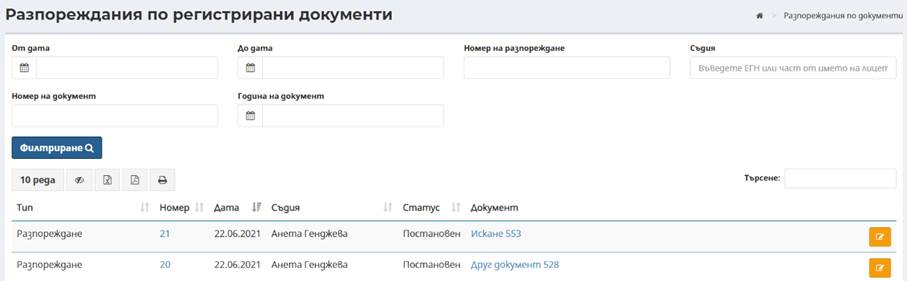 Разпореждания по регистрирани документи
> Разпореждания по документи
От дата До дата Номер на разпореждане Съдия
Въведете ЕГН или част от името на лицет
Номер на документ Година на документ
Филтриране
10 реда Търсене:
Тип Номер Дата Съдия Статус Документ
Разпореждане 21 22.06.2021 Анета Генджева Постановен Искане 553
Разпореждане 20 22.06.2021 Анета Генджева Постановен Друг документ 528